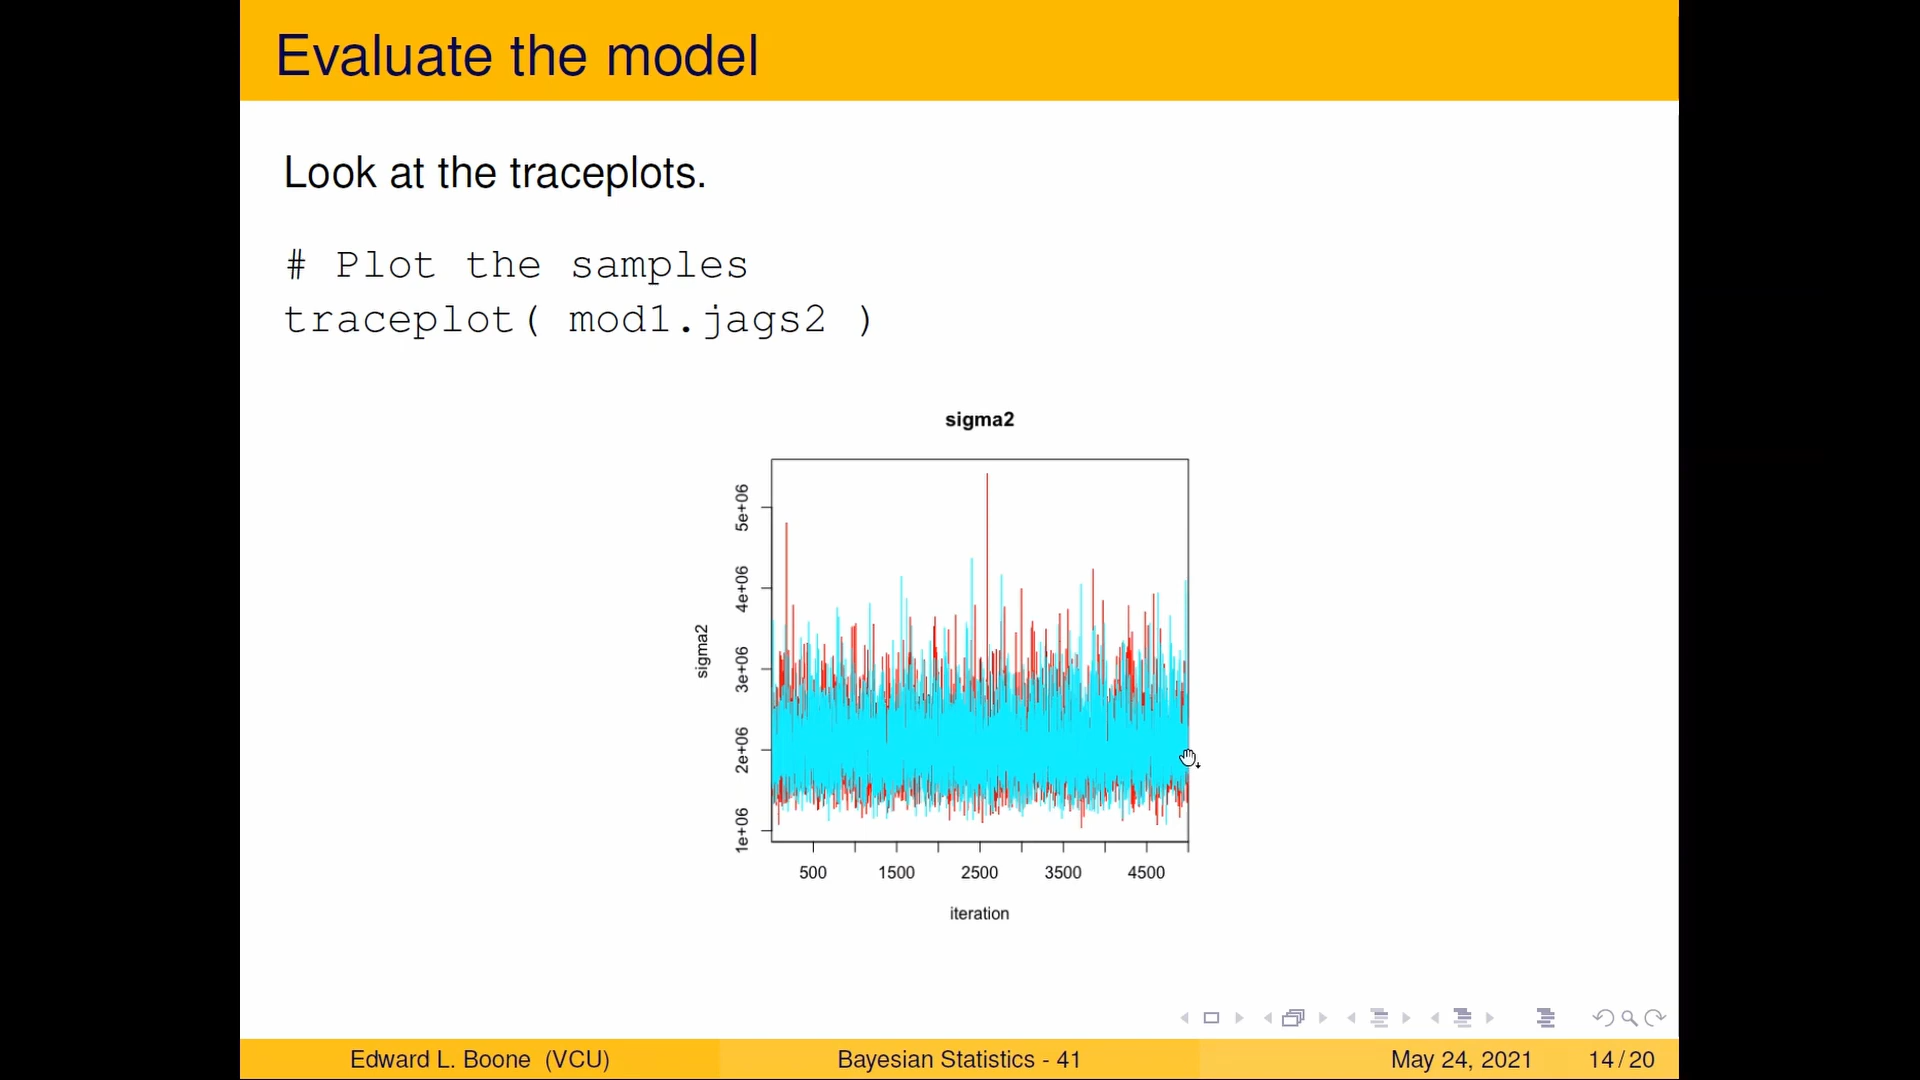 Evaluate the model
Look at the traceplots.
# Plot the samples
traceplot( mod1.jags2 )
sigma2
sigma2
5e+06
4e+06
3e+06
2e+06
1e+06
500 1500 2500 3500 4500
iteration
Edward L. Boone (VCU) Bayesian Statistics - 41 May 24, 2021 14 / 20